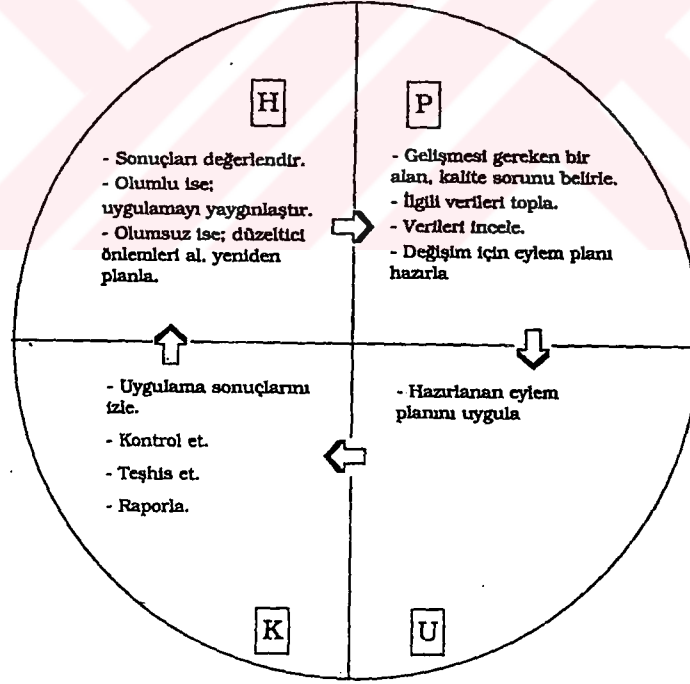 H
- Sonuçları değerlendir.
- Olumlu ise;
uygulamayı yaygınlaştır.
- Olumsuz ise; düzeltici
önlemleri al, yeniden
planla.
P
- Gelişmesi gereken bir
alan, kalite sorunu belirle.
- İlgili verileri topla.
- Verileri incele.
- Değişim için eylem planı
hazırla
- Hazırlanan eylem
planını uygula
U
- Uygulama sonuçlarını
izle.
- Kontrol et.
- Teşhis et.
- Raporla.
K